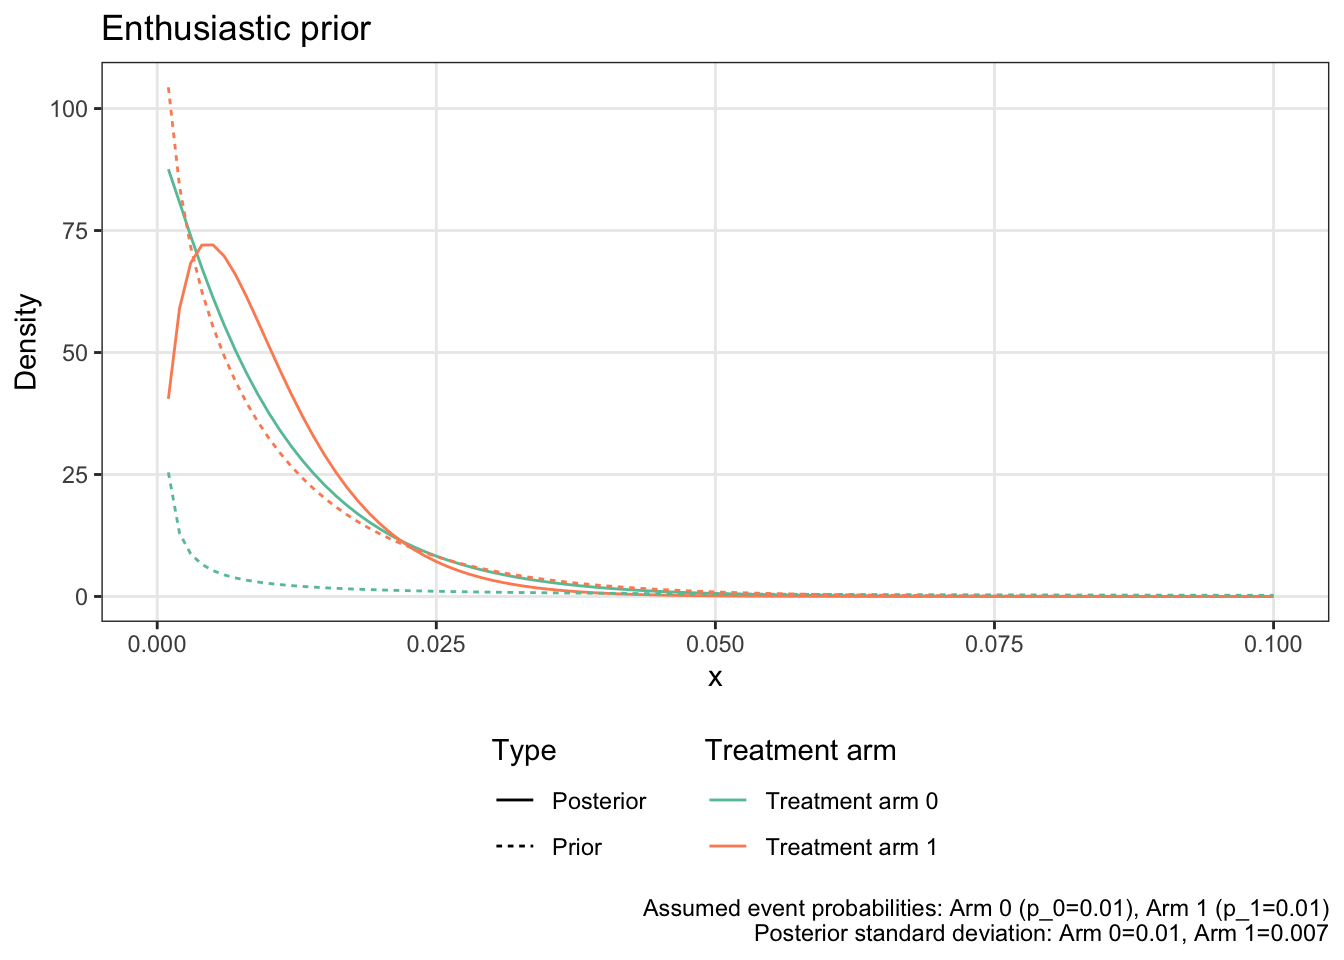 Enthusiastic prior
100
75
50
25
0
Density
0.000 0.025 0.050 0.075 0.100
x
Type Treatment arm
Posterior Treatment arm 0
Prior Treatment arm 1
Assumed event probabilities: Arm 0 (p_0=0.01), Arm 1 (p_1=0.01)
Posterior standard deviation: Arm 0=0.01, Arm 1=0.007